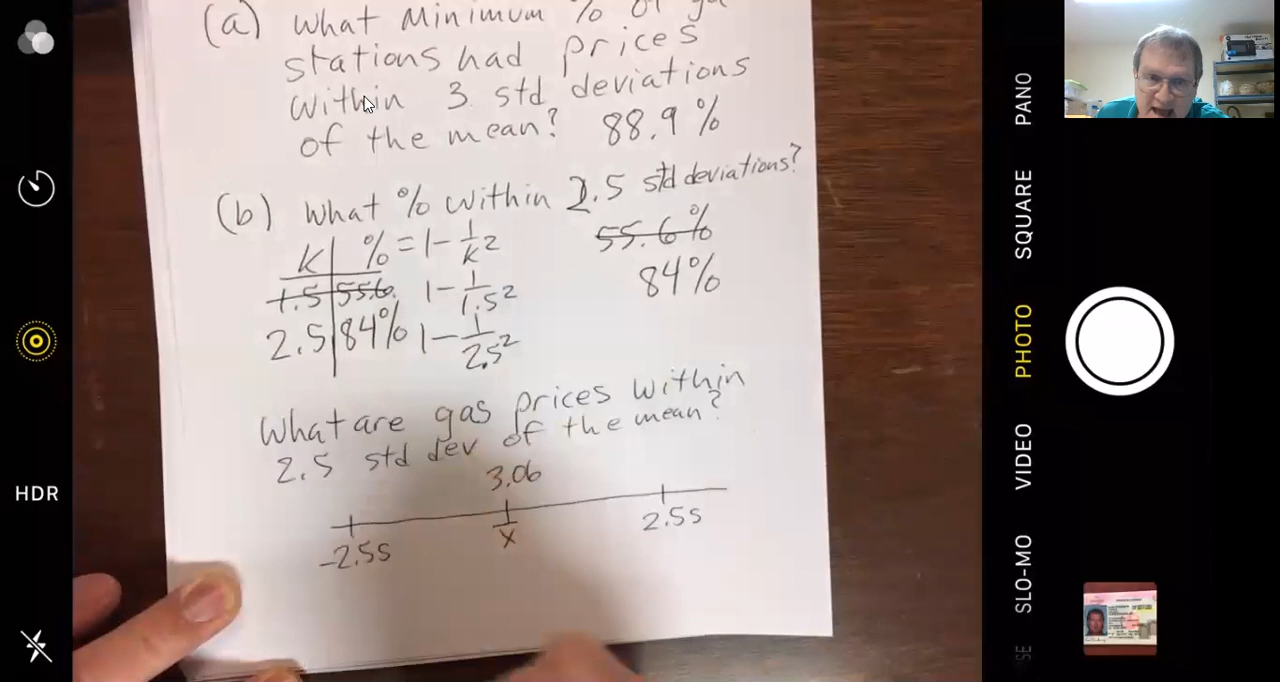 (a) What Minimum % of
stations had prices
within 3 std deviations
of the mean? 88.9%
(b) What % within 2.5 std deviations?
K % = 1 - 1/K² 55.6%
1.5 55.6 1 - 1/1.5² 84%
2.5 84% 1 - 1/2.5²
What are gas prices within
2.5 std dev of the mean?
3.06
-2.5s x̄ 2.5s
HDR
PANO
SQUARE
PHOTO
VIDEO
SLO-MO